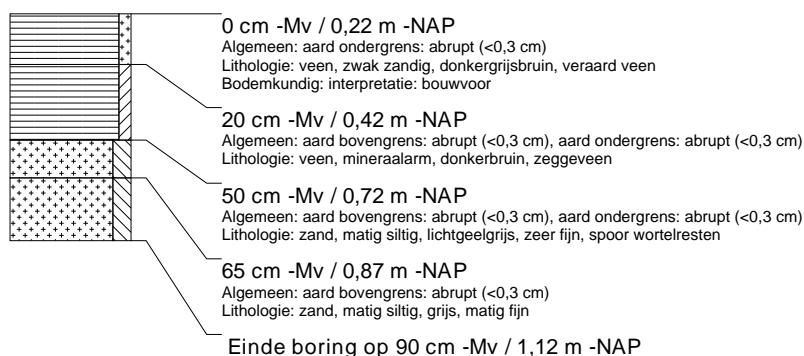 0 cm -Mv / 0,22 m -NAP
Algemeen: aard ondergrens: abrupt (<0,3 cm)
Lithologie: veen, zwak zandig, donkergrijsbruin, veraard veen
Bodemkundig: interpretatie: bouwvoor
20 cm -Mv / 0,42 m -NAP
Algemeen: aard bovengrens: abrupt (<0,3 cm), aard ondergrens: abrupt (<0,3 cm)
Lithologie: veen, mineraalarm, donkerbruin, zeggeveen
50 cm -Mv / 0,72 m -NAP
Algemeen: aard bovengrens: abrupt (<0,3 cm), aard ondergrens: abrupt (<0,3 cm)
Lithologie: zand, matig siltig, lichtgeelgrijs, zeer fijn, spoor wortelresten
65 cm -Mv / 0,87 m -NAP
Algemeen: aard bovengrens: abrupt (<0,3 cm)
Lithologie: zand, matig siltig, grijs, matig fijn
Einde boring op 90 cm -Mv / 1,12 m -NAP